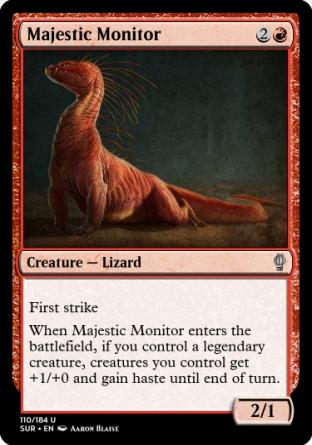 Majestic Monitor 2
Creature — Lizard
First strike
When Majestic Monitor enters the
battlefield, if you control a legendary
creature, creatures you control get
+1/+0 and gain haste until end of turn.
2/1
110/184 U
SUR • EN Aaron Blaise